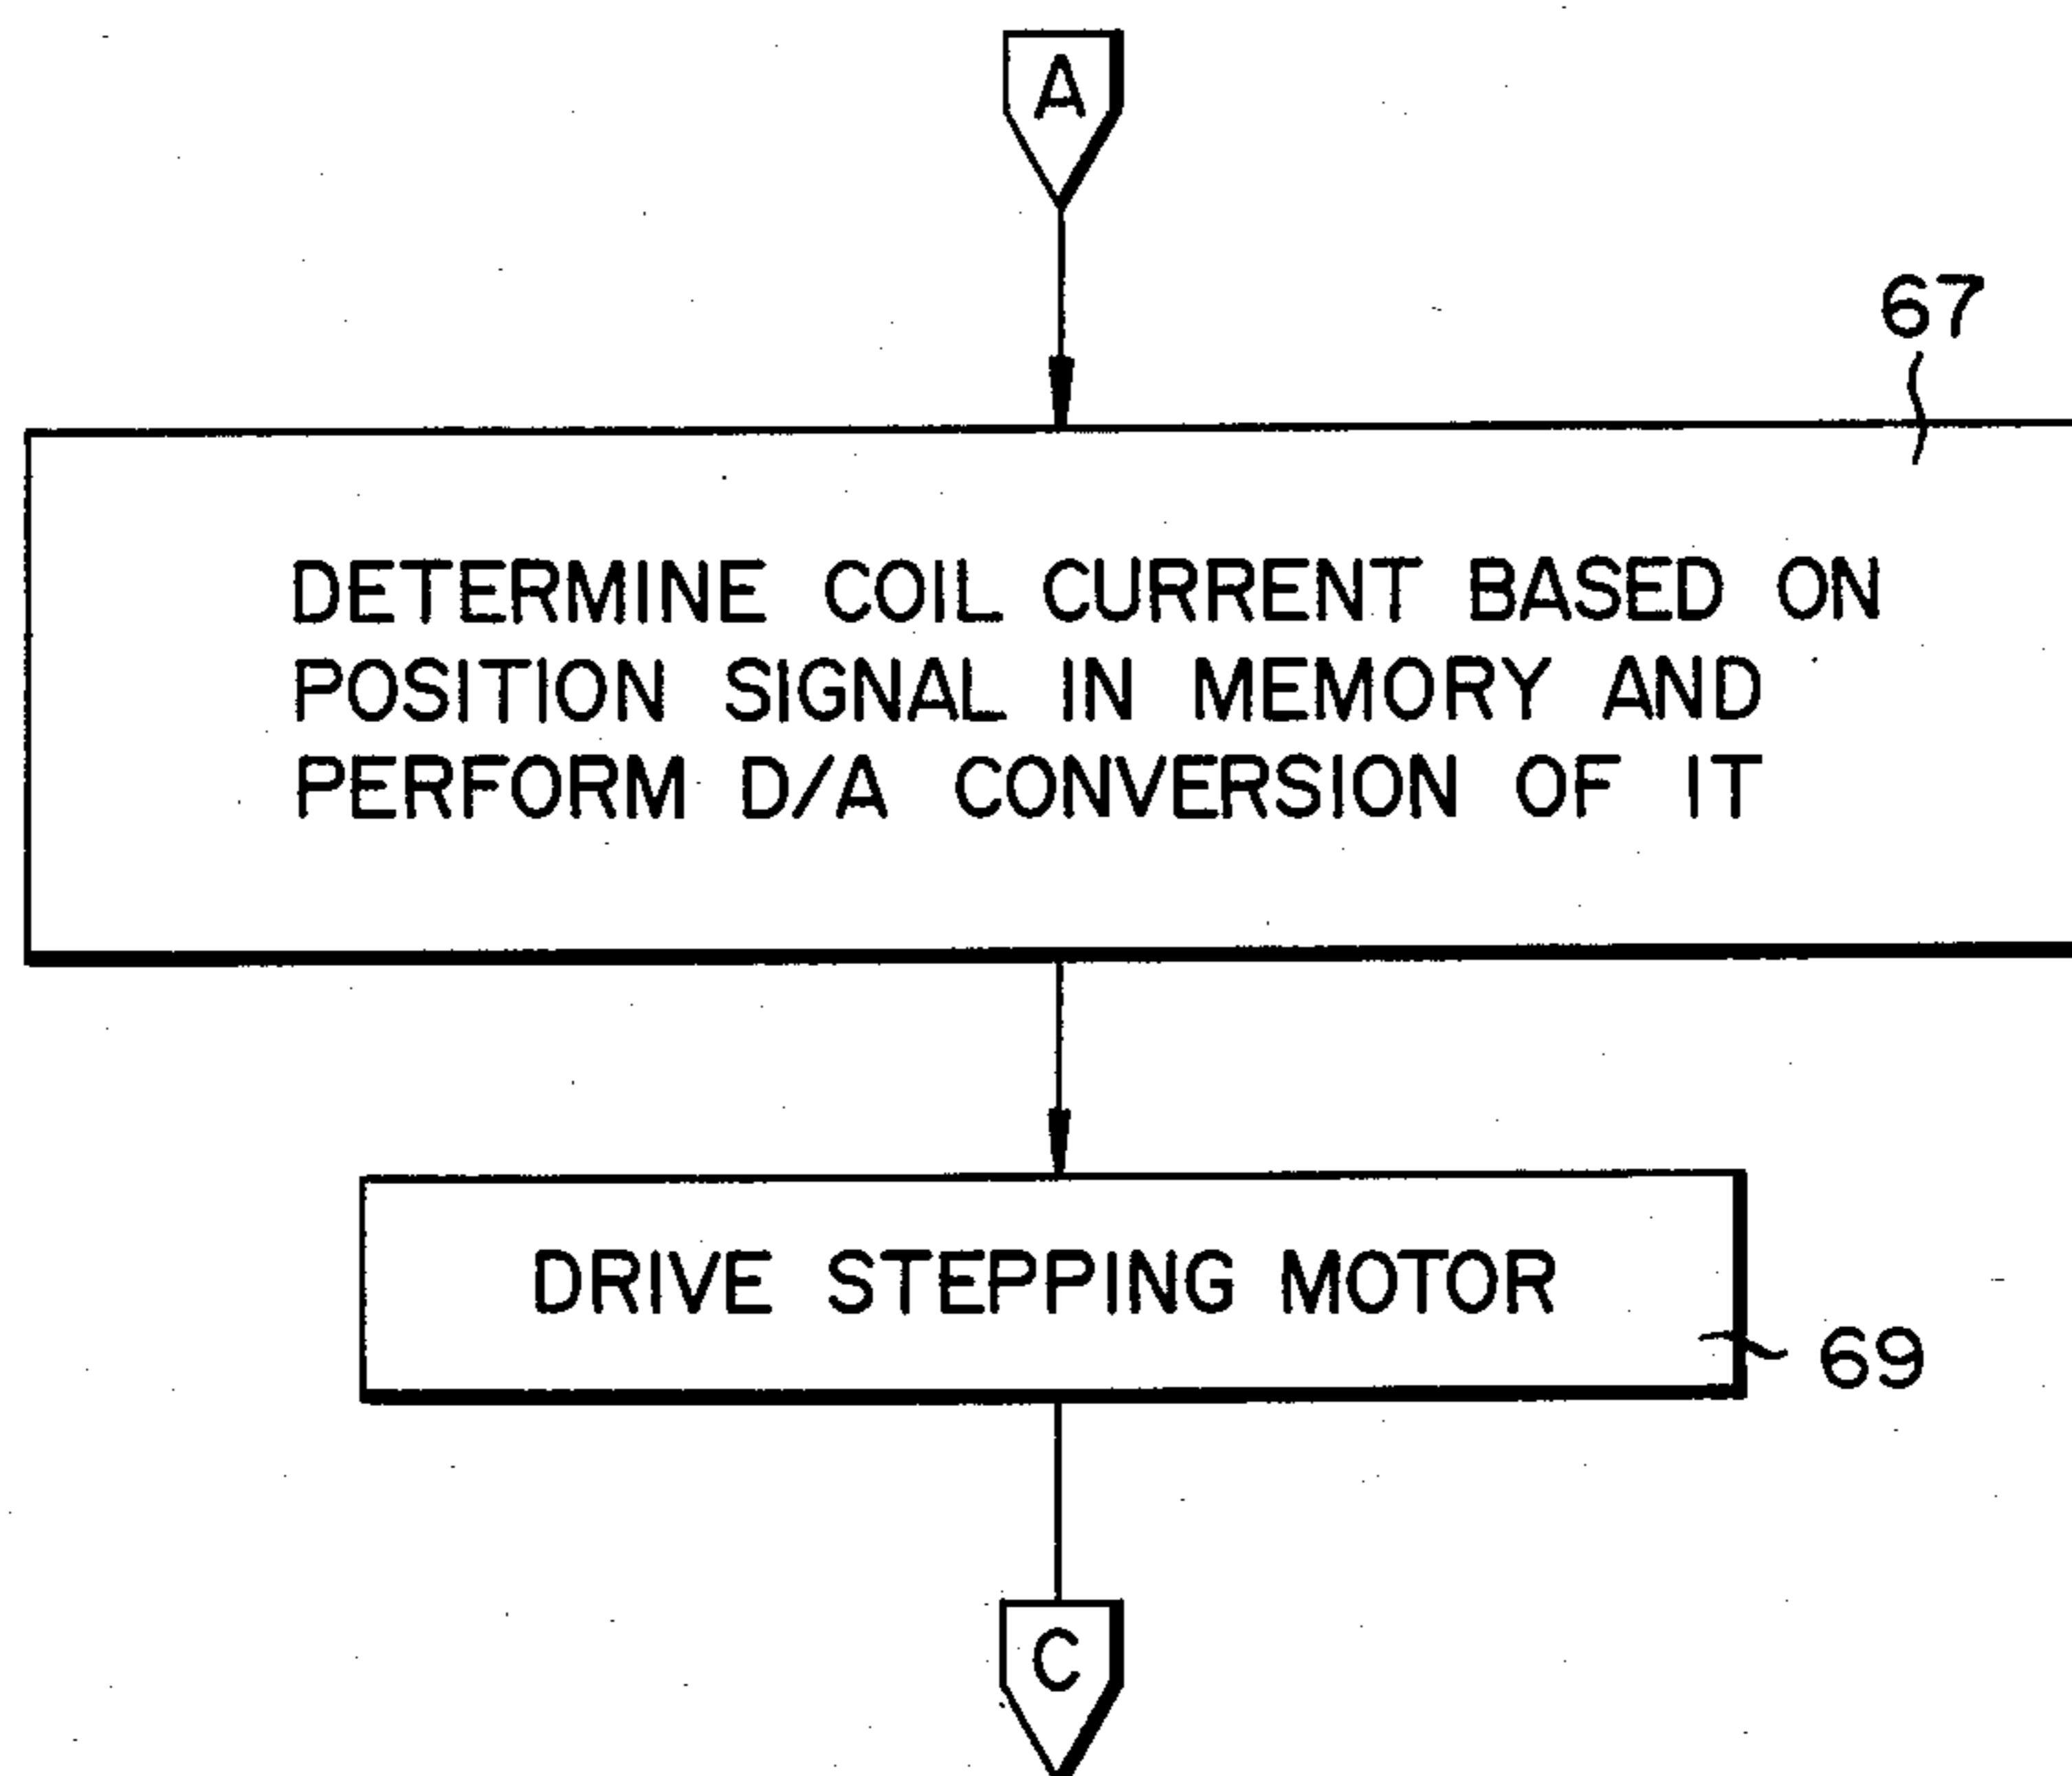 A
67
DETERMINE COIL CURRENT BASED ON
POSITION SIGNAL IN MEMORY AND
PERFORM D/A CONVERSION OF IT
DRIVE STEPPING MOTOR
69
C